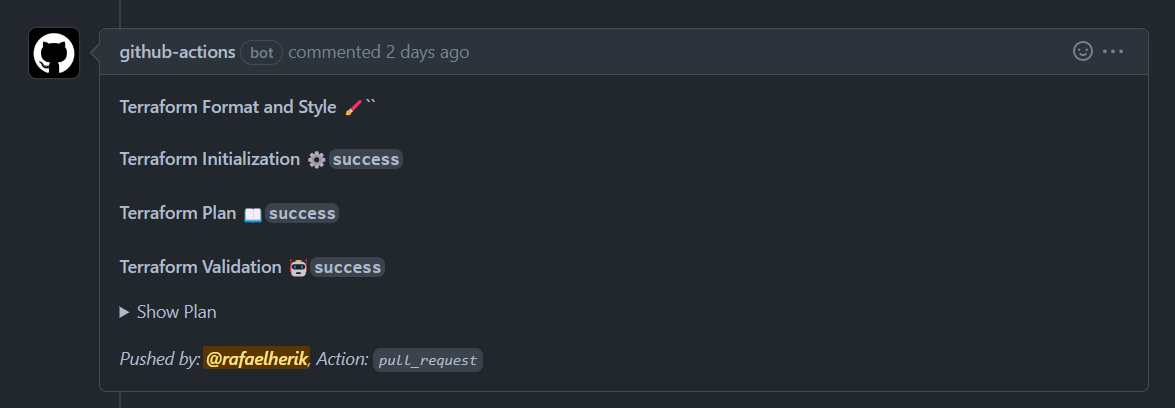 github-actions bot commented 2 days ago
Terraform Format and Style 🖌``
Terraform Initialization ⚙️ success
Terraform Plan 📖 success
Terraform Validation 🤖 success
Show Plan
Pushed by: @rafaelherik, Action: pull_request